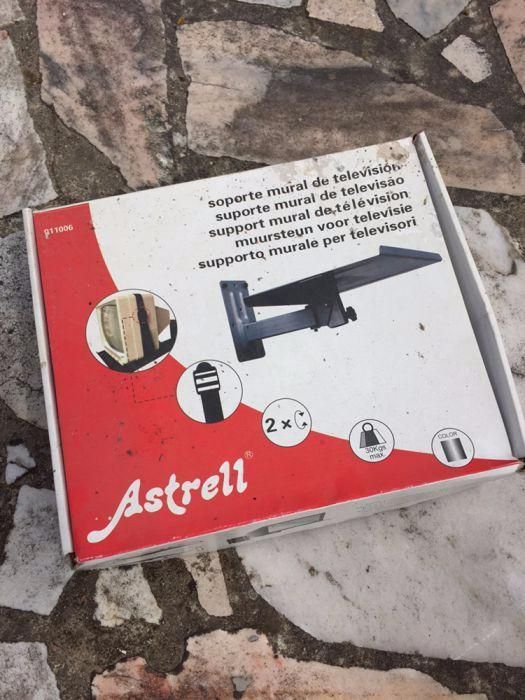 011006
soporte mural de televisión
suporte mural de televisão
support mural de télévision
muursteun voor televisie
supporto murale per televisori
2 x
30Kgs
max
COLOR
Astrell®